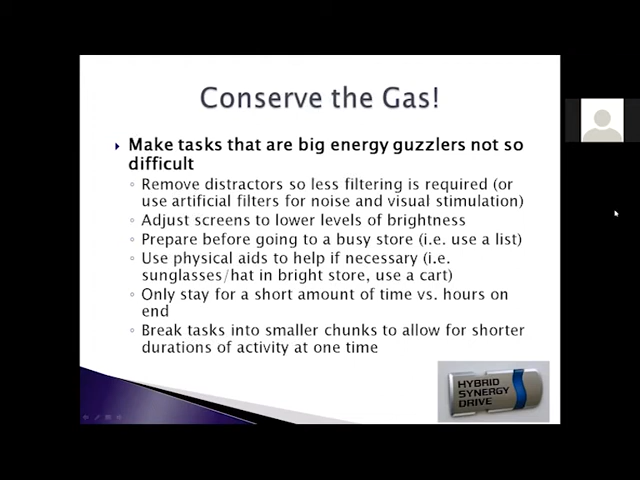 Conserve the Gas!
Make tasks that are big energy guzzlers not so
difficult
Remove distractors so less filtering is required (or
use artificial filters for noise and visual stimulation)
Adjust screens to lower levels of brightness
Prepare before going to a busy store (i.e. use a list)
Use physical aids to help if necessary (i.e.
sunglasses/hat in bright store, use a cart)
Only stay for a short amount of time vs. hours on
end
Break tasks into smaller chunks to allow for shorter
durations of activity at one time
HYBRID
SYNERGY
DRIVE